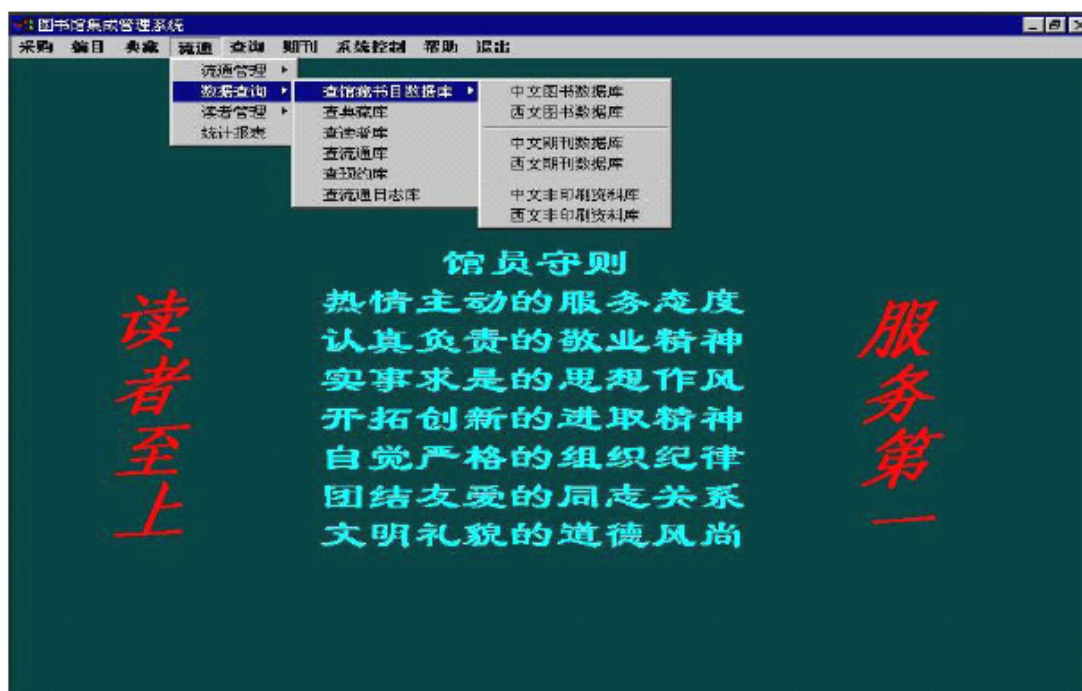 图书馆集成管理系统
采购 编目 典藏 流通 查询 期刊 系统控制 帮助 退出
流通管理
数据查询
读者管理
统计报表
查馆藏书目数据库
查典藏库
查读者库
查流通库
查预约库
查流通日志库
中文图书数据库
西文图书数据库
中文期刊数据库
西文期刊数据库
中文非印刷资料库
西文非印刷资料库
读者至上
馆员守则
热情主动的服务态度
认真负责的敬业精神
实事求是的思想作风
开拓创新的进取精神
自觉严格的组织纪律
团结友爱的同志关系
文明礼貌的道德风尚
服务第一